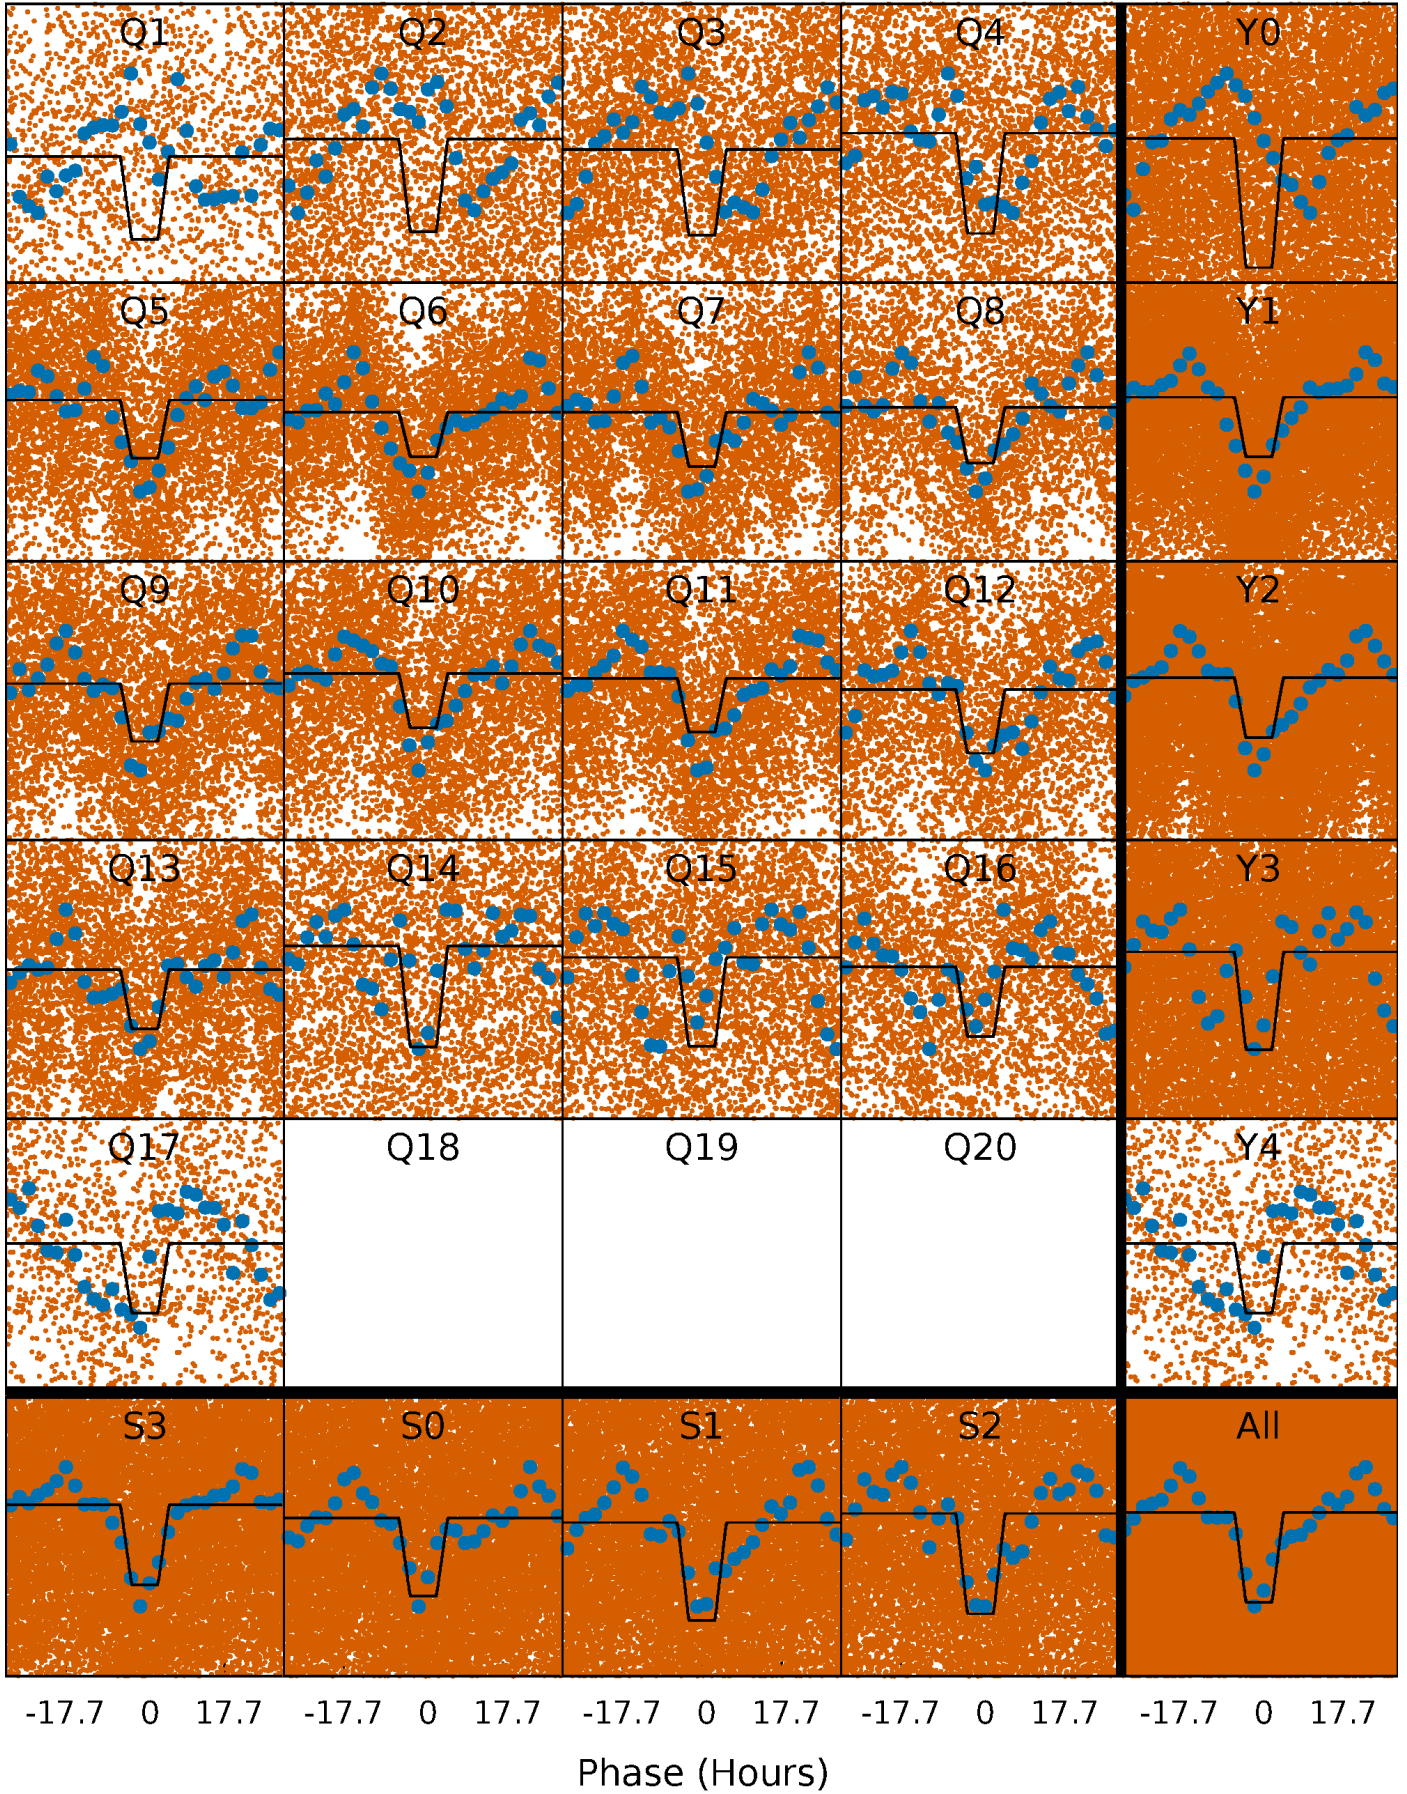 Q1 Q2 Q3 Q4 Y0
Q5 Q6 Q7 Q8 Y1
Q9 Q10 Q11 Q12 Y2
Q13 Q14 Q15 Q16 Y3
Q17 Q18 Q19 Q20 Y4
S3 S0 S1 S2 All
-17.7 0 17.7 -17.7 0 17.7 -17.7 0 17.7 -17.7 0 17.7 -17.7 0 17.7
Phase (Hours)